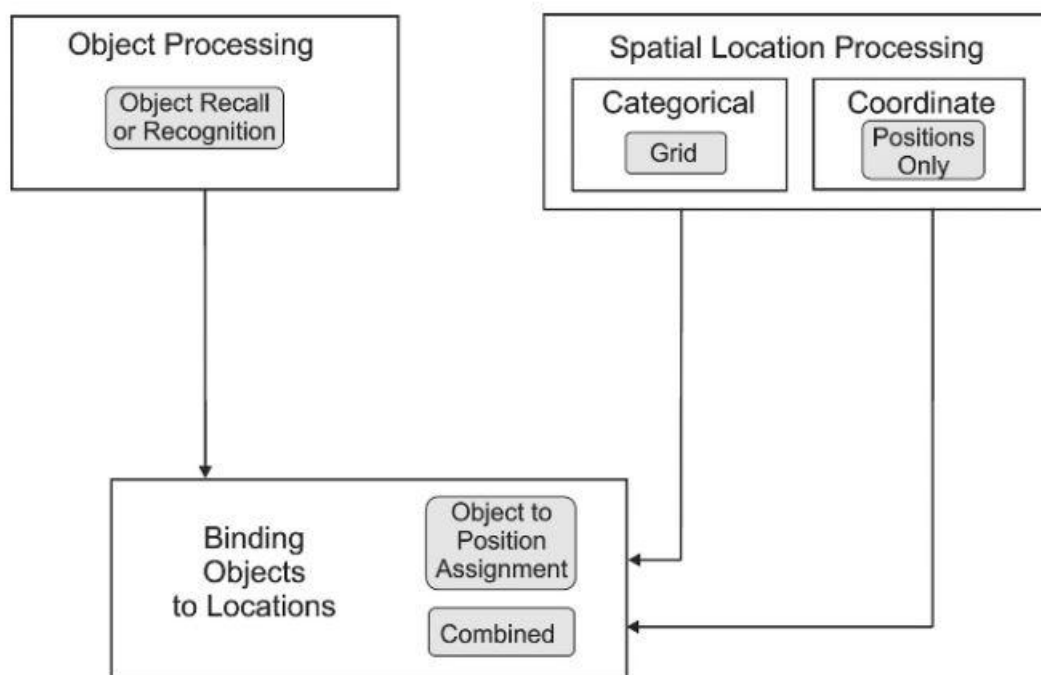 Object Processing
Object Recall
or Recognition
Spatial Location Processing
Categorical
Grid
Coordinate
Positions
Only
Binding
Objects
to Locations
Object to
Position
Assignment
Combined